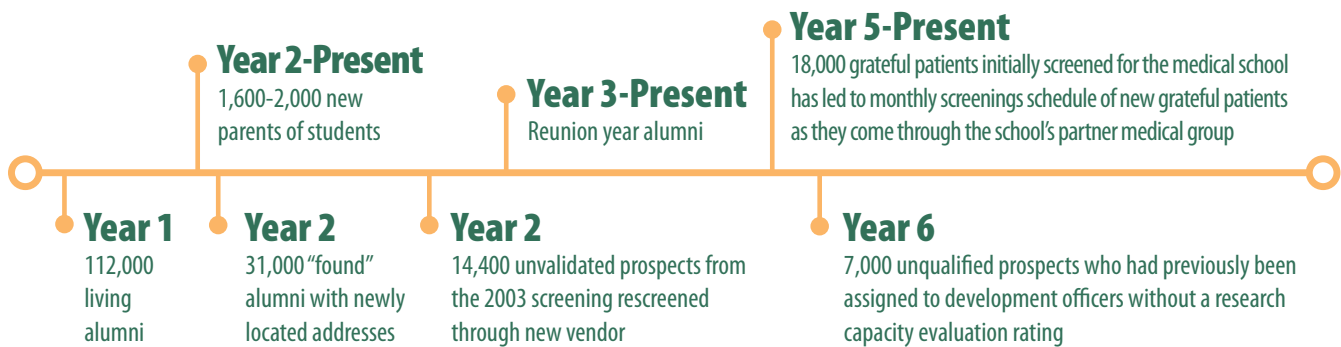 Year 2-Present
1,600-2,000 new
parents of students
Year 3-Present
Reunion year alumni
Year 5-Present
18,000 grateful patients initially screened for the medical school
has led to monthly screenings schedule of new grateful patients
as they come through the school's partner medical group
Year 1
112,000
living
alumni
Year 2
31,000 “found”
alumni with newly
located addresses
Year 2
14,400 unvalidated prospects from
the 2003 screening rescreened
through new vendor
Year 6
7,000 unqualified prospects who had previously been
assigned to development officers without a research
capacity evaluation rating